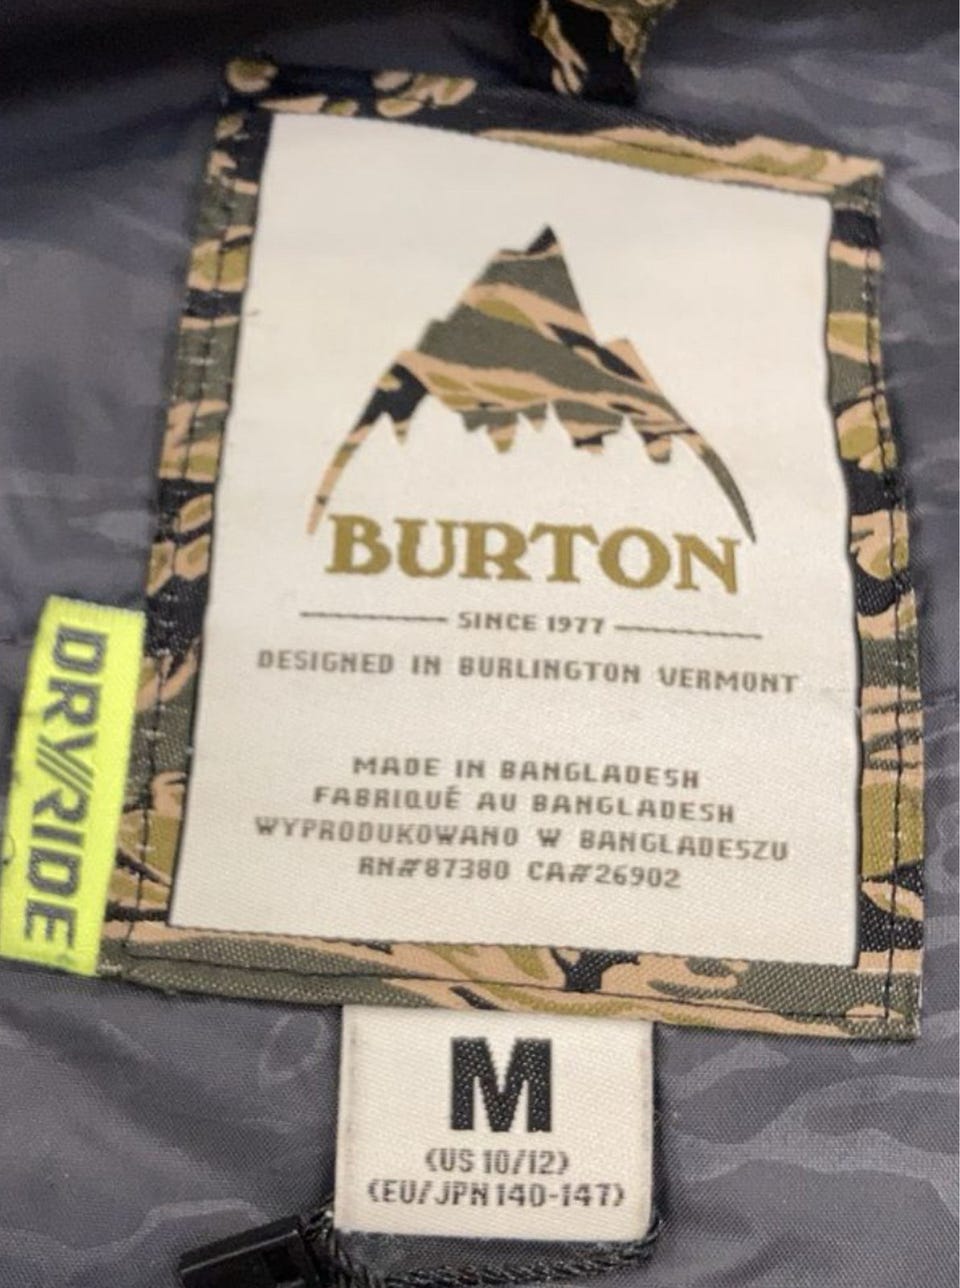 BURTON
SINCE 1977
DESIGNED IN BURLINGTON VERMONT
MADE IN BANGLADESH
FABRIQUÉ AU BANGLADESH
WYPRODUKOWANO W BANGLADESZU
RN#87380 CA#26902
DRY///RIDE
M
(US 10/12)
(EU/JPN 140-147)